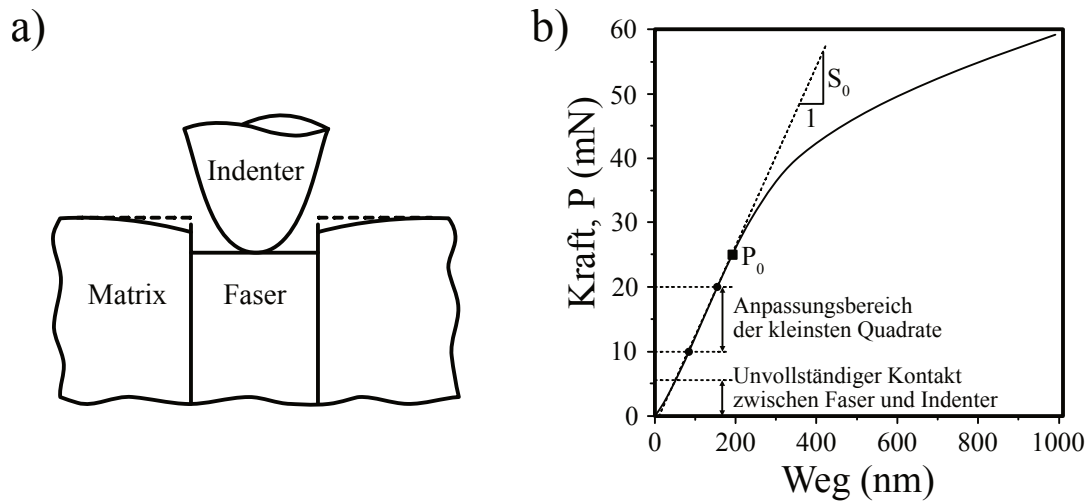 a)
Indenter
Matrix
Faser
b)
Kraft, P (mN)
60
50
40
30
20
10
0
S₀
1
P₀
Anpassungsbereich
der kleinsten Quadrate
Unvollständiger Kontakt
zwischen Faser und Indenter
0
200
400
600
800
1000
Weg (nm)